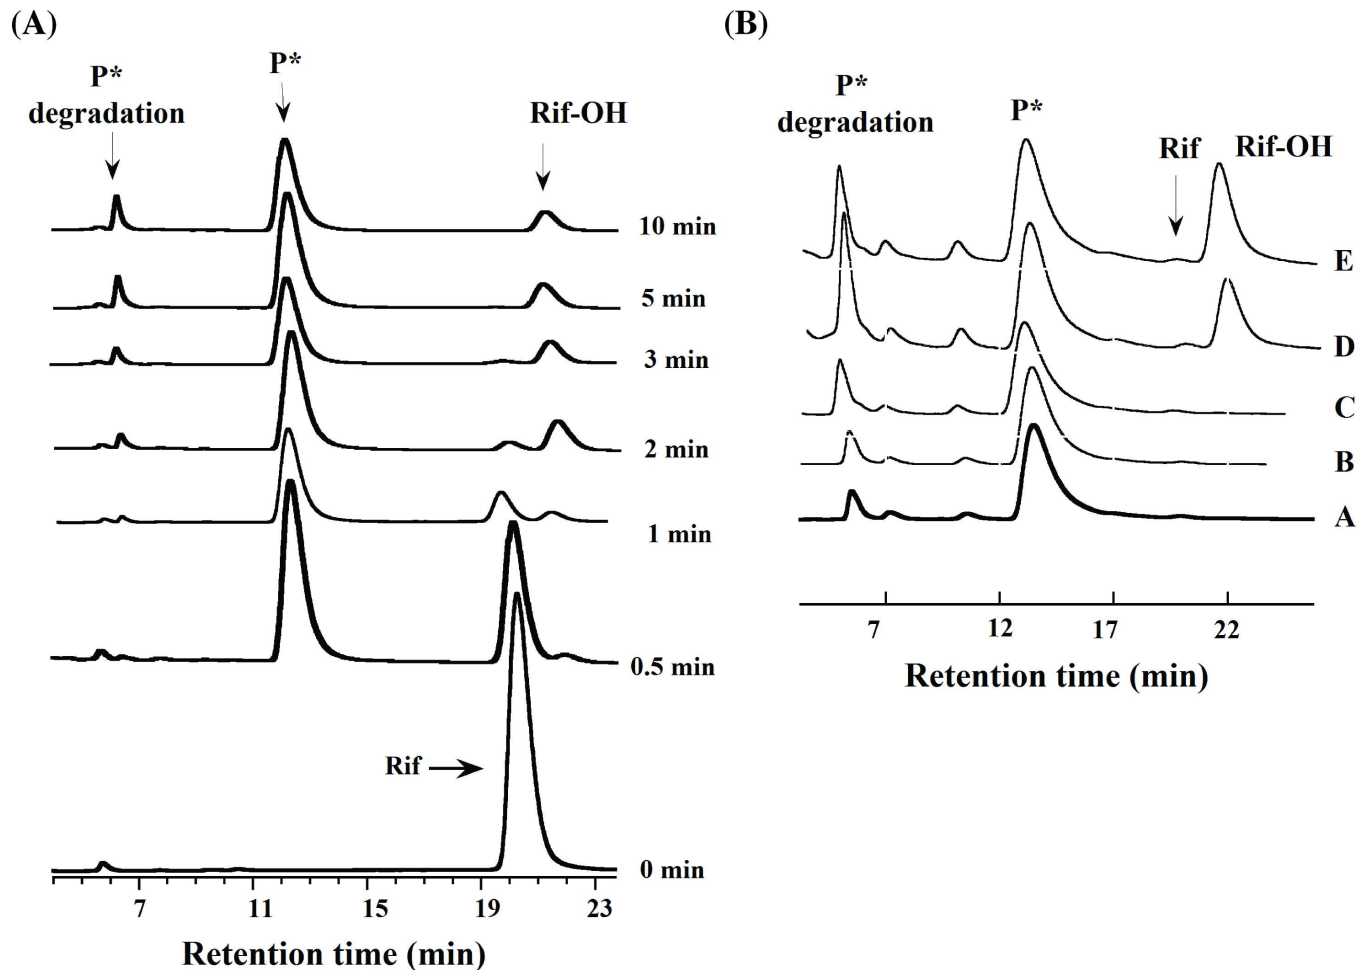 (A)
P*
degradation
P*
Rif-OH
10 min
5 min
3 min
2 min
1 min
0.5 min
Rif
0 min
7 11 15 19 23
Retention time (min)
(B)
P*
degradation
P*
Rif
Rif-OH
E
D
C
B
A
7 12 17 22
Retention time (min)